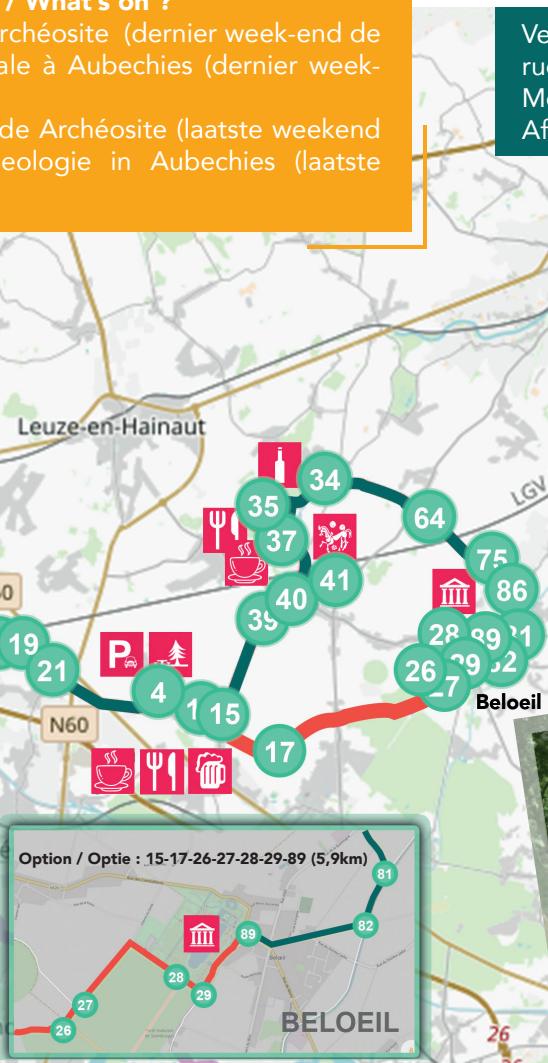 / What's on ?
rchéosite (dernier week-end de
ale à Aubechies (dernier week-
de Archéosite (laatste weekend
eologie in Aubechies (laatste
Ve
Af
Leuze-en-Hainaut
LGV
34
35
64
37
75
41
86
40
39
19
28
89
26
21
P
4
15
N60
17
Beloeil
Option / Optie : 15-17-26-27-28-29-89 (5,9km)
81
82
89
28
29
27
26
BELOEIL
26